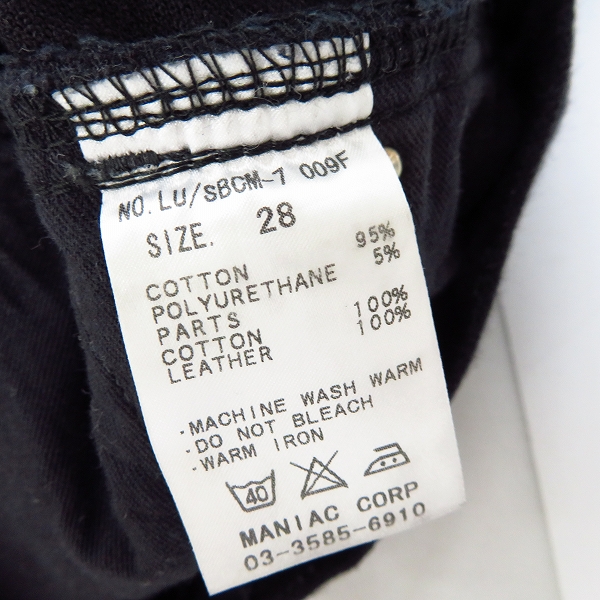 NO.LU/SBCM-1 009F
SIZE. 28
COTTON 95%
POLYURETHANE 5%
PARTS
COTTON 100%
LEATHER 100%
.MACHINE WASH WARM
.DO NOT BLEACH
.WARM IRON
40
MANIAC CORP
03-3585-6910